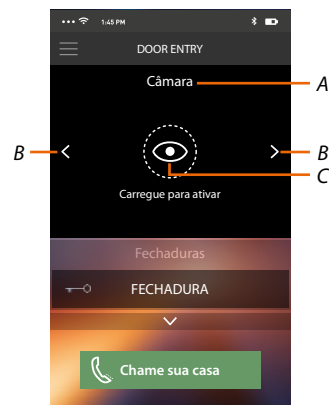 1:45 PM
DOOR ENTRY
Câmara
A
B
B
C
Carregue para ativar
Fechaduras
FECHADURA
Chame sua casa